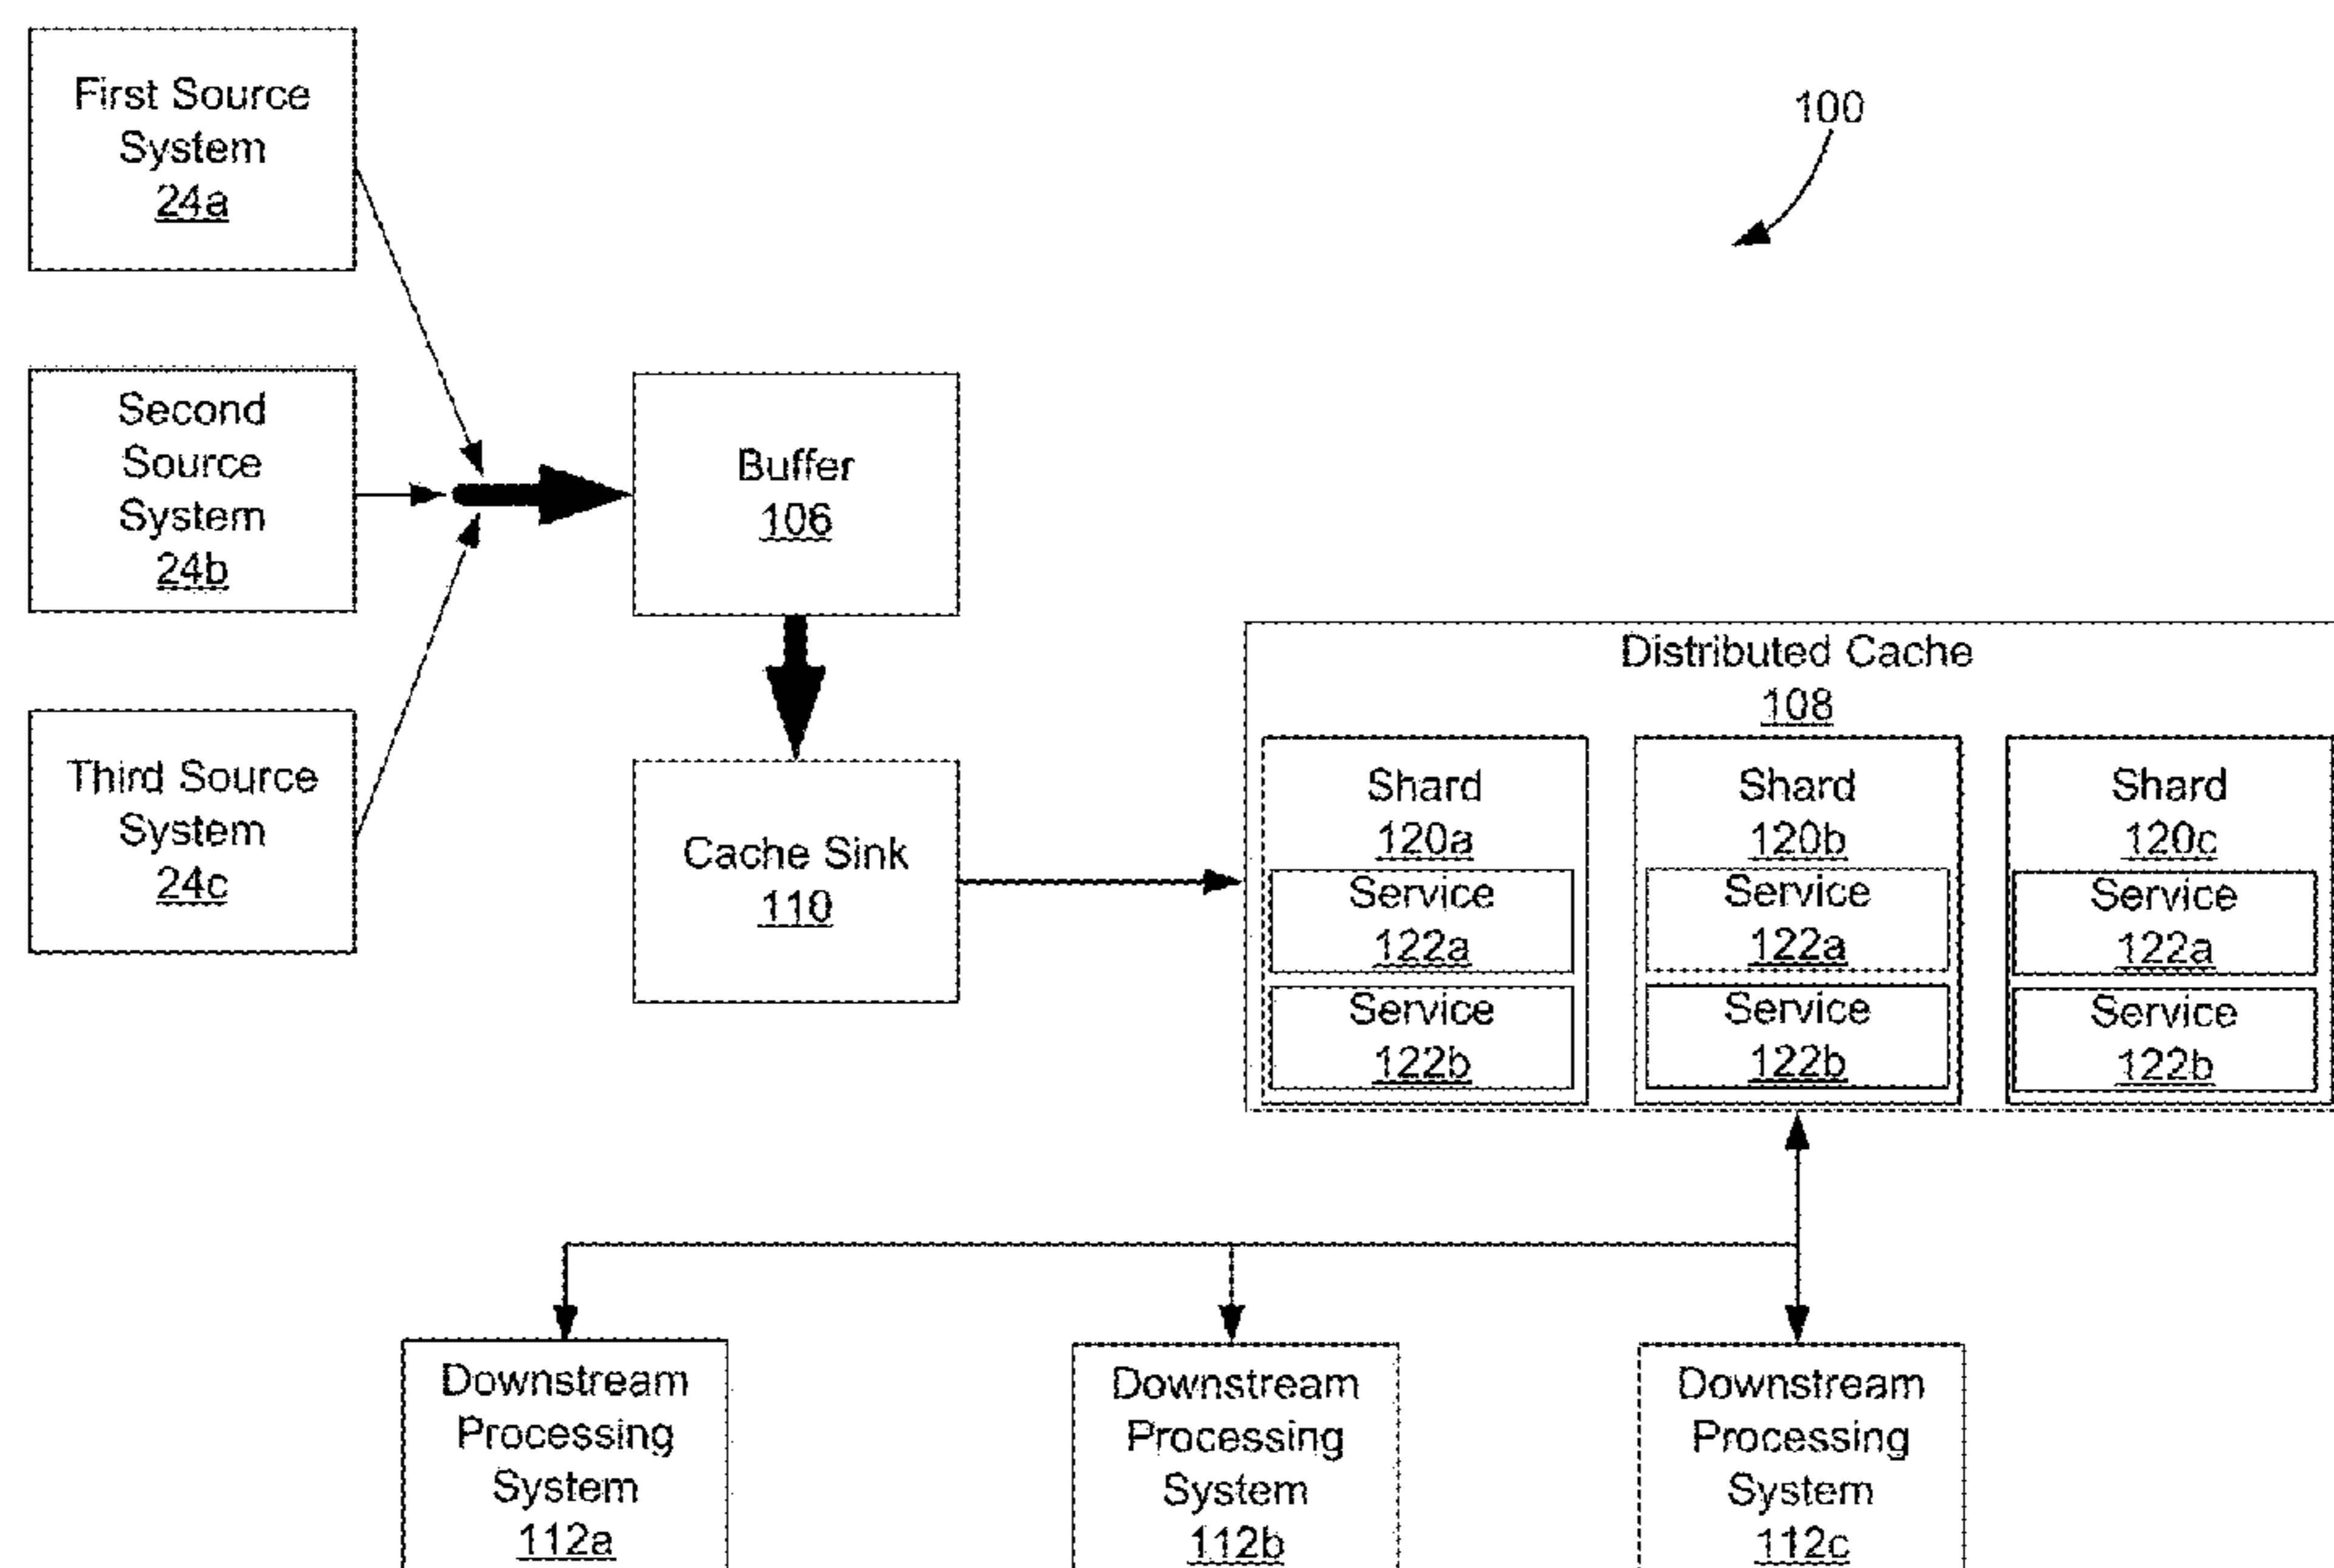 First Source
System
24a
100
Second
Source
System
24b
Buffer
106
Third Source
System
24c
Cache Sink
110
Distributed Cache
108
Shard
120a
Service
122a
Service
122b
Shard
120b
Service
122a
Service
122b
Shard
120c
Service
122a
Service
122b
Downstream
Processing
System
112a
Downstream
Processing
System
112b
Downstream
Processing
System
112c